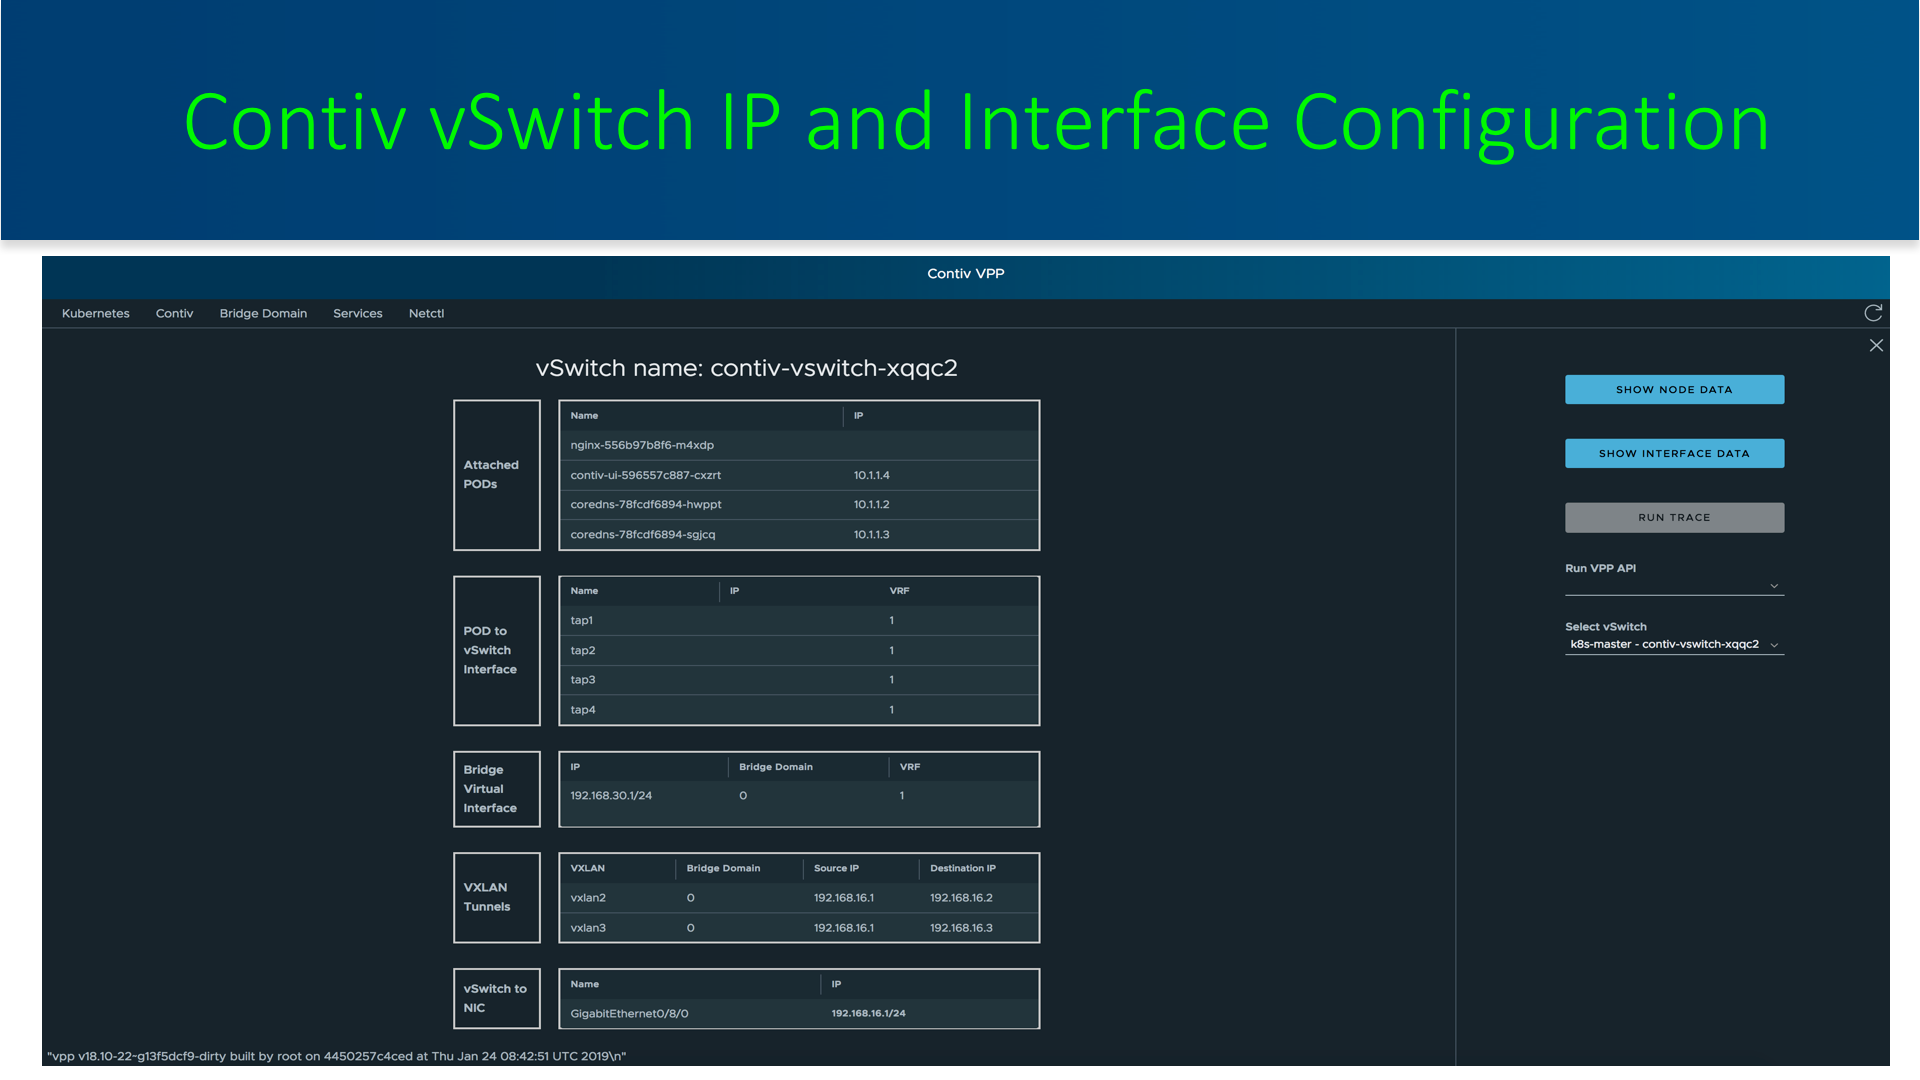 Contiv vSwitch IP and Interface Configuration
Contiv VPP
Kubernetes Contiv Bridge Domain Services Netctl
vSwitch name: contiv-vswitch-xqqc2
Attached
PODs
Name IP
nginx-556b97b8f6-m4xdp
contiv-ui-596557c887-cxzrt 10.1.1.4
coredns-78fcdf6894-hwppt 10.1.1.2
coredns-78fcdf6894-sgjcq 10.1.1.3
POD to
vSwitch
Interface
Name IP VRF
tap1 1
tap2 1
tap3 1
tap4 1
Bridge
Virtual
Interface
IP Bridge Domain VRF
192.168.30.1/24 0 1
VXLAN
Tunnels
VXLAN Bridge Domain Source IP Destination IP
vxlan2 0 192.168.16.1 192.168.16.2
vxlan3 0 192.168.16.1 192.168.16.3
vSwitch to
NIC
Name IP
GigabitEthernet0/8/0 192.168.16.1/24
"vpp v18.10-22~g13f5dcf9-dirty built by root on 4450257c4ced at Thu Jan 24 08:42:51 UTC 2019\n"
SHOW NODE DATA
SHOW INTERFACE DATA
RUN TRACE
Run VPP API
Select vSwitch
k8s-master - contiv-vswitch-xqqc2